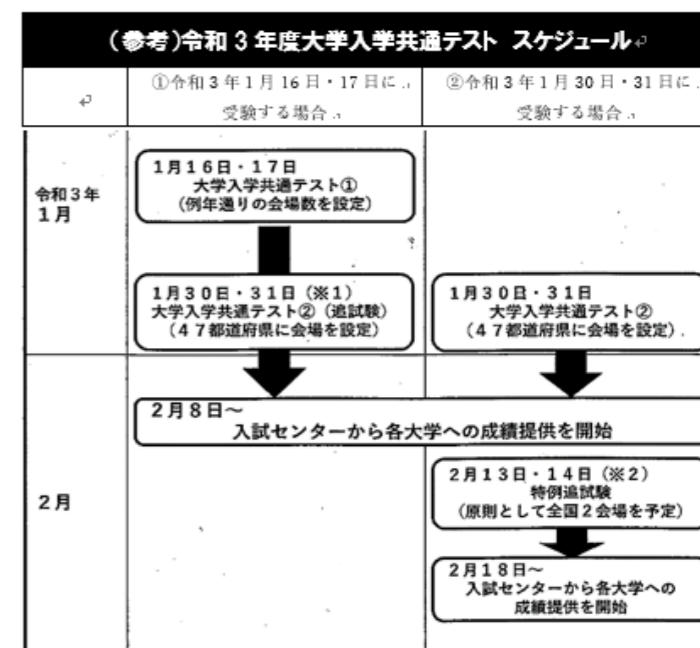 （参考）令和３年度大学入学共通テスト スケジュール
①令和３年１月 16 日・17 日に
受験する場合
②令和３年１月 30 日・31 日に
受験する場合
令和３年
１月
１月１６日・１７日
大学入学共通テスト①
（例年通りの会場数を設定）
１月３０日・３１日（※１）
大学入学共通テスト②（追試験）
（４７都道府県に会場を設定）
１月３０日・３１日
大学入学共通テスト②
（４７都道府県に会場を設定）
２月
２月８日～
入試センターから各大学への成績提供を開始
２月１３日・１４日（※２）
特例追試験
（原則として全国２会場を予定）
２月１８日～
入試センターから各大学への
成績提供を開始